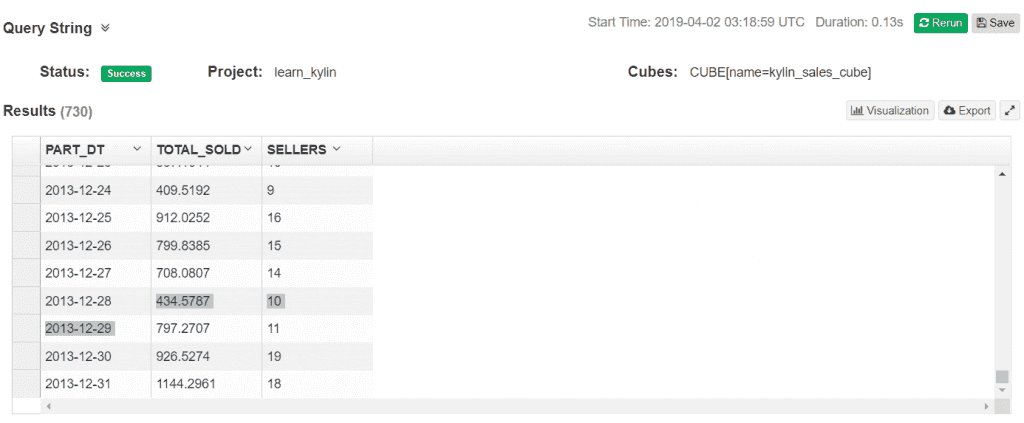 Query String
Start Time: 2019-04-02 03:18:59 UTC Duration: 0.13s Rerun Save
Status: Success Project: learn_kylin Cubes: CUBE[name=kylin_sales_cube]
Results (730) Visualization Export
PART_DT TOTAL_SOLD SELLERS
2013-12-24 409.5192 9
2013-12-25 912.0252 16
2013-12-26 799.8385 15
2013-12-27 708.0807 14
2013-12-28 434.5787 10
2013-12-29 797.2707 11
2013-12-30 926.5274 19
2013-12-31 1144.2961 18